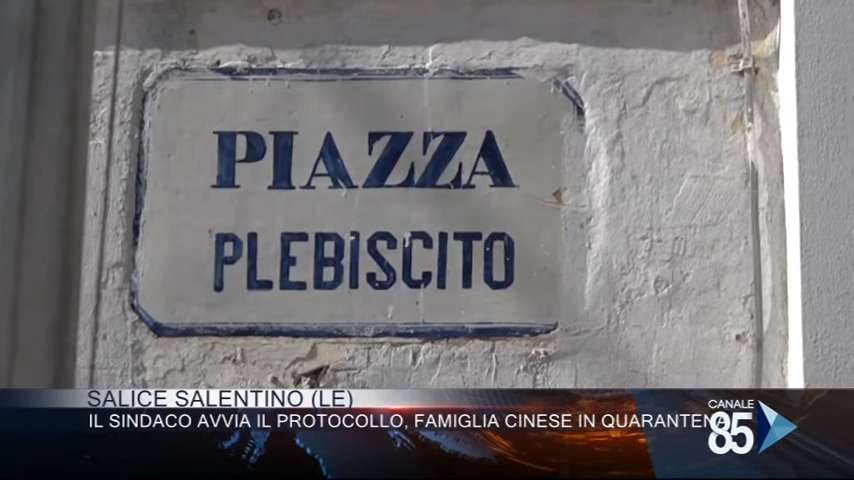 PIAZZA
PLEBISCITO
SALICE SALENTINO (LE)
IL SINDACO AVVIA IL PROTOCOLLO, FAMIGLIA CINESE IN QUARANTENA
CANALE
85